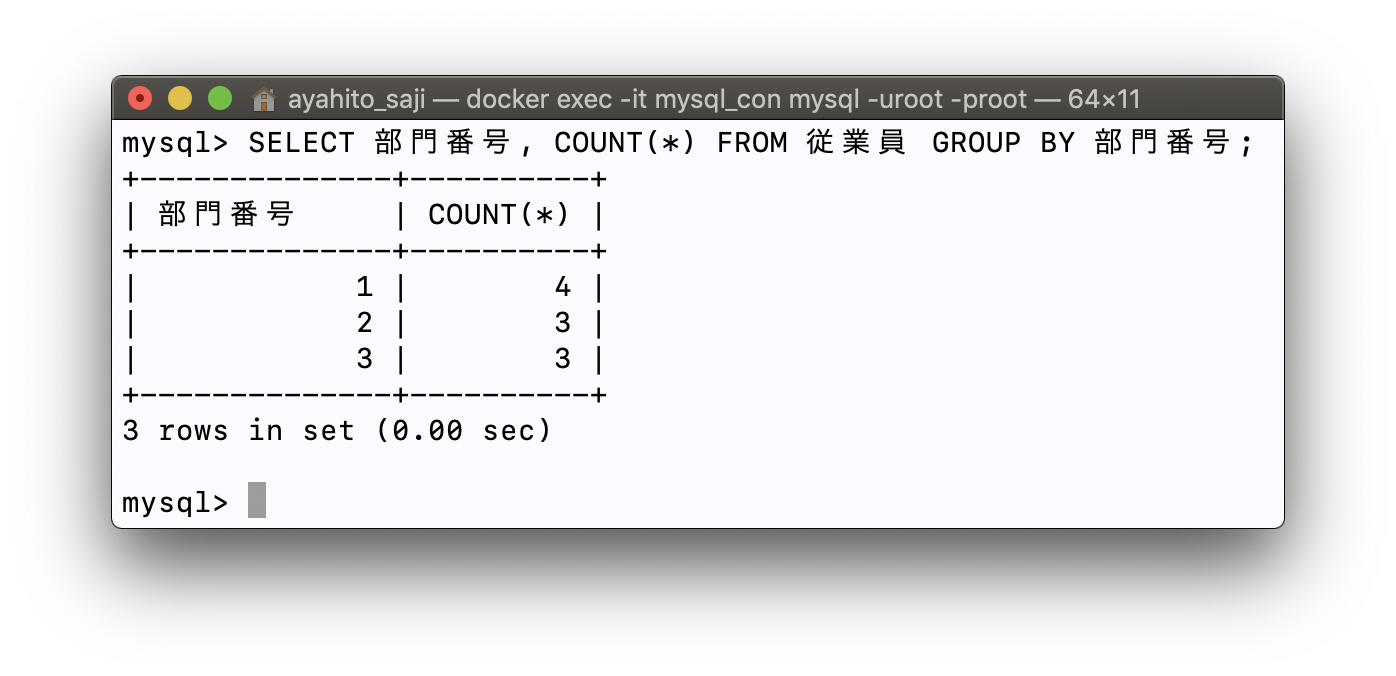 ayahito_saji — docker exec -it mysql_con mysql -uroot -proot — 64×11
mysql> SELECT 部門番号, COUNT(*) FROM 従業員 GROUP BY 部門番号;
+--------------+----------+
| 部門番号     | COUNT(*) |
+--------------+----------+
|            1 |        4 |
|            2 |        3 |
|            3 |        3 |
+--------------+----------+
3 rows in set (0.00 sec)
mysql>